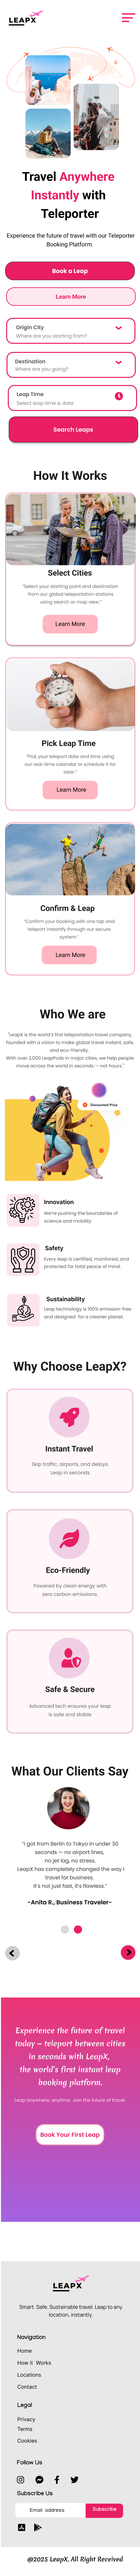 LEAPX
Travel Anywhere
Instantly with
Teleporter
Experience the future of travel with our Teleporter
Booking Platform.
Book a Leap
Learn More
Origin City
Where are you starting from?
Destination
Where are you going?
Leap Time
Select leap time & date
Search Leaps
How It Works
Select Cities
"Select your starting point and destination
from our global teleportation stations
using search or map view."
Learn More
Pick Leap Time
"Pick your teleport date and time using
our real-time calendar or schedule it for
later."
Learn More
Confirm & Leap
"Confirm your booking with one tap and
teleport instantly through our secure
system."
Learn More
Who We are
"LeapX is the world's first teleportation travel company,
founded with a vision to make global travel instant, safe,
and eco-friendly.
With over 2,000 LeapPods in major cities, we help people
move across the world in seconds — not hours."
Discounted Price
Innovation
We're pushing the boundaries of
science and mobility
Safety
Every leap is certified, monitored, and
protected for total peace of mind.
Sustainability
Leap technology is 100% emission-free
and designed for a cleaner planet.
Why Choose LeapX?
Instant Travel
Skip traffic, airports, and delays.
Leap in seconds
Eco-Friendly
Powered by clean energy with
zero carbon emissions.
Safe & Secure
Advanced tech ensures your leap
is safe and stable
What Our Clients Say
"I got from Berlin to Tokyo in under 30
seconds — no airport lines,
no jet lag, no stress.
LeapX has completely changed the way I
travel for business.
It's not just fast, it's flawless."
-Anita R., Business Traveler-
Experience the future of travel
today — teleport between cities
in seconds with LeapX,
the world's first instant leap
booking platform.
Leap anywhere, anytime. Join the future of travel.
Book Your First Leap
LEAPX
Smart. Safe. Sustainable travel. Leap to any
location, instantly.
Navigation
Home
How it Works
Locations
Contact
Legal
Privacy
Terms
Cookies
Follow Us
Subscribe Us
Email address
Subscribe
@2025 LeapX. All Right Received